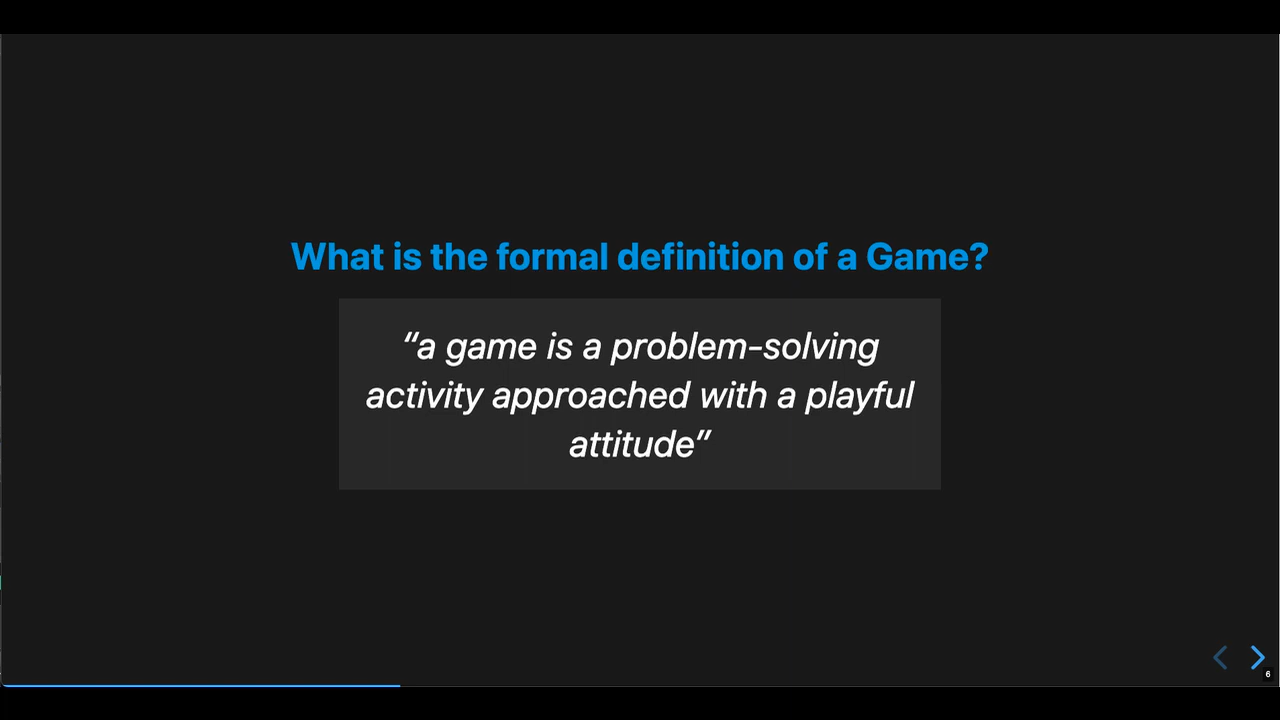 What is the formal definition of a Game?
“a game is a problem-solving
activity approached with a playful
attitude”
6